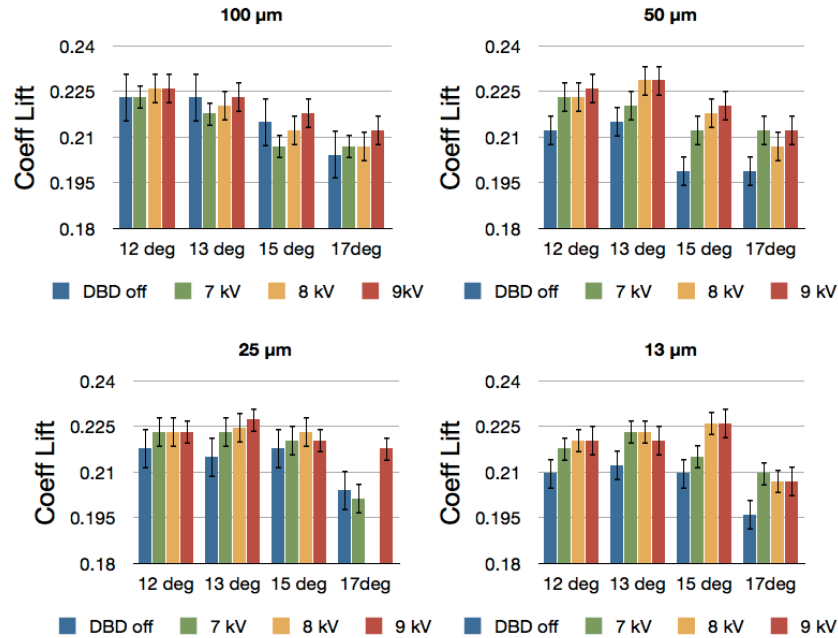 100 µm
0.24
0.225
0.21
0.195
0.18
Coeff Lift
12 deg 13 deg 15 deg 17deg
DBD off 7 kV 8 kV 9kV
50 µm
0.24
0.225
0.21
0.195
0.18
Coeff Lift
12 deg 13 deg 15 deg 17deg
DBD off 7 kV 8 kV 9 kV
25 µm
0.24
0.225
0.21
0.195
0.18
Coeff Lift
12 deg 13 deg 15 deg 17deg
DBD off 7 kV 8 kV 9 kV
13 µm
0.24
0.225
0.21
0.195
0.18
Coeff Lift
12 deg 13 deg 15 deg 17 deg
DBD off 7 kV 8 kV 9 kV